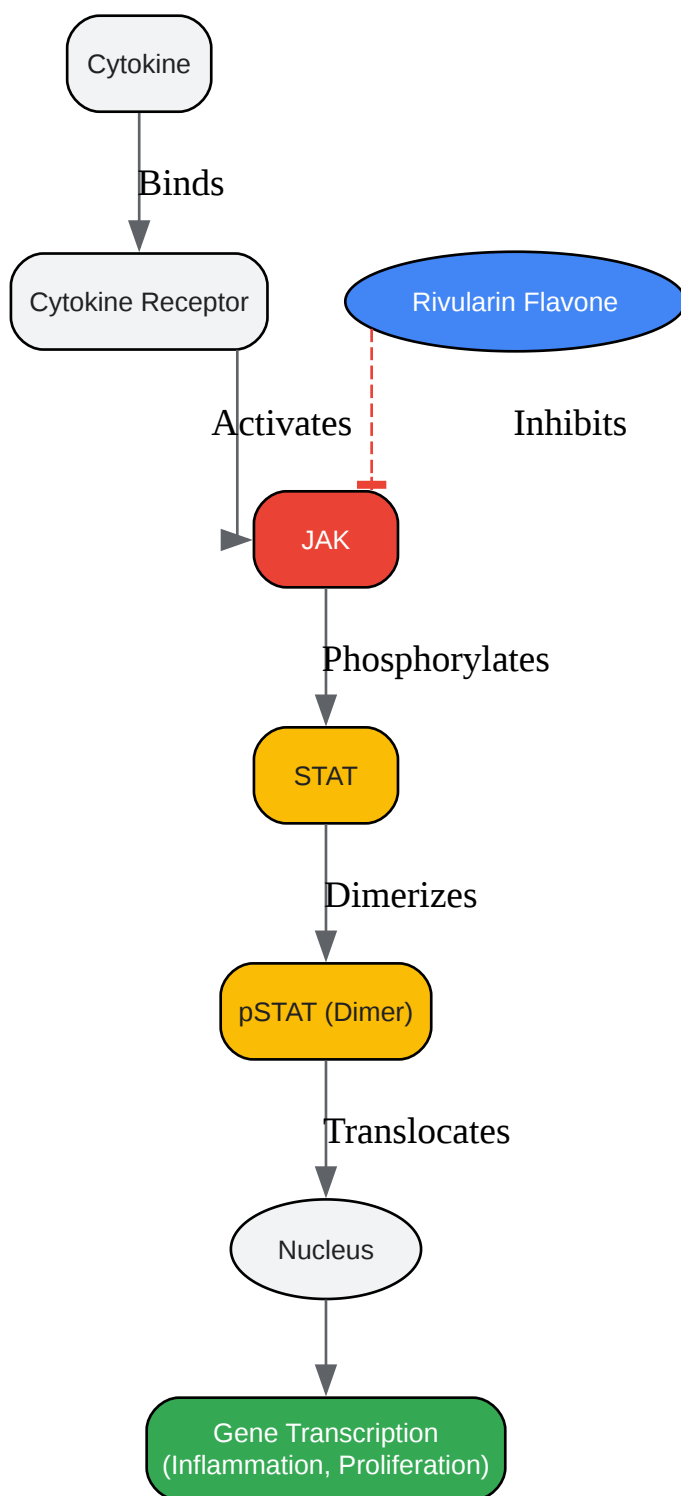 Cytokine
Binds
Cytokine Receptor
Rivularin Flavone
Activates
Inhibits
JAK
Phosphorylates
STAT
Dimerizes
pSTAT (Dimer)
Translocates
Nucleus
Gene Transcription
(Inflammation, Proliferation)